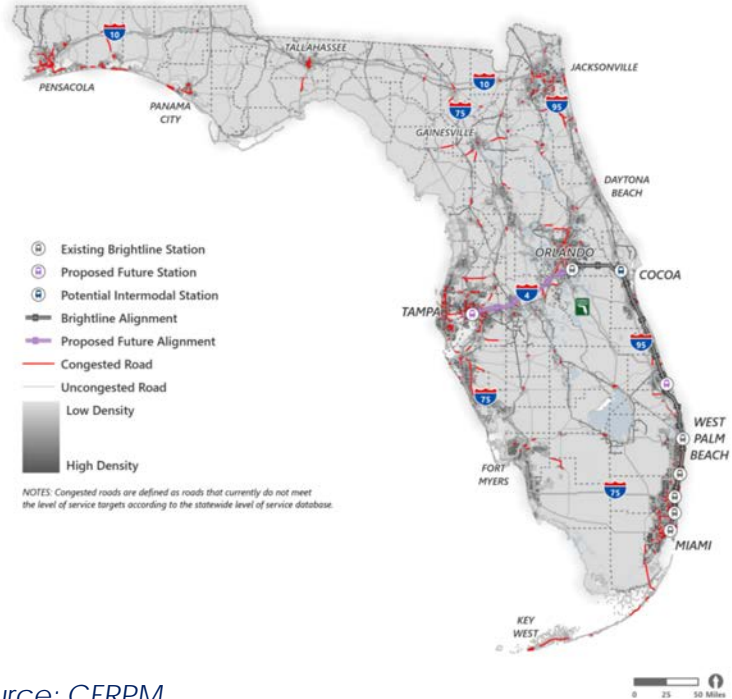 10
TALLAHASSEE
JACKSONVILLE
10
PENSACOLA
75
95
PANAMA
CITY
GAINESVILLE
DAYTONA
BEACH
Existing Brightline Station
Proposed Future Station
ORLANDO
Potential Intermodal Station
COCOA
Brightline Alignment
4
TAMPA
Proposed Future Alignment
95
Congested Road
Uncongested Road
75
Low Density
WEST
PALM
BEACH
High Density
FORT
MYERS
75
NOTES: Congested roads are defined as roads that currently do not meet
the level of service targets according to the statewide level of service database.
MIAMI
KEY
WEST
urce: CFRPM
0 25 50 Miles